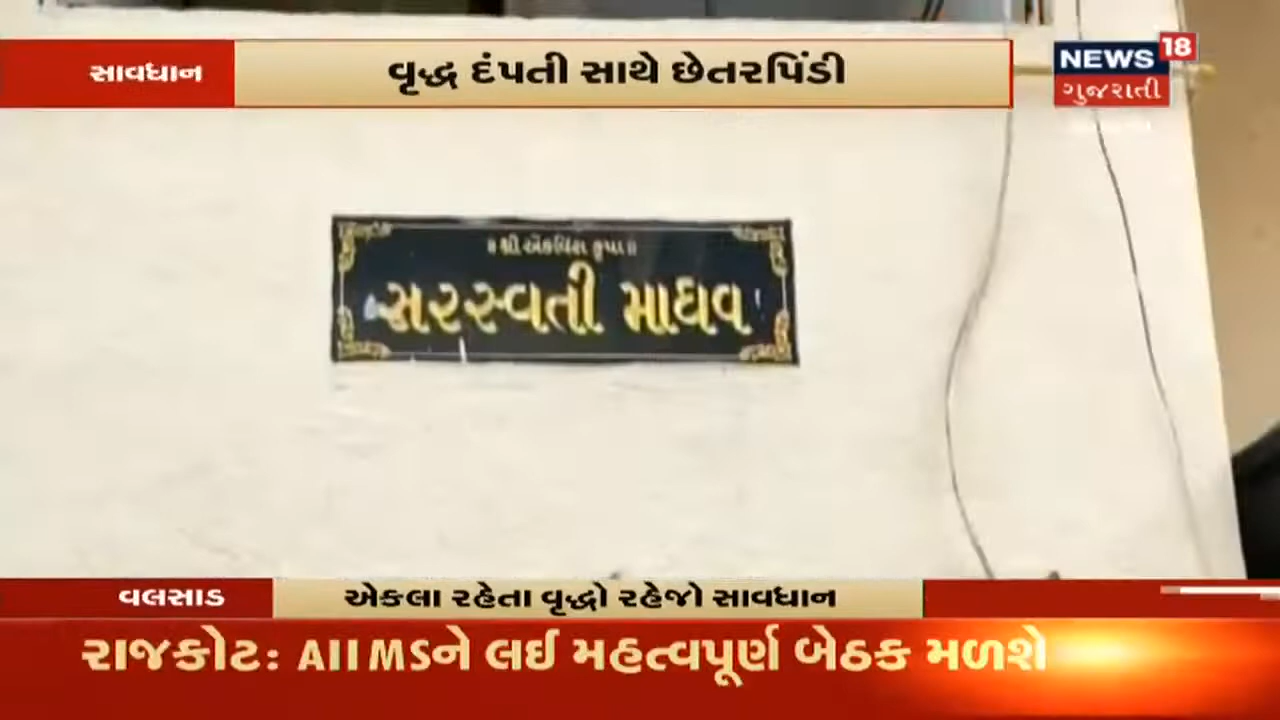 સાવધાન
વૃદ્ધ દંપતી સાથે છેતરપિંડી
NEWS 18
ગુજરાતી
॥ શ્રી એકવિરા કૃપા ॥
સરસ્વતી માધવ
વલસાડ
એકલા રહેતા વૃદ્ધો રહેજો સાવધાન
રાજકોટ: AIIMSને લઈ મહત્વપૂર્ણ બેઠક મળશે